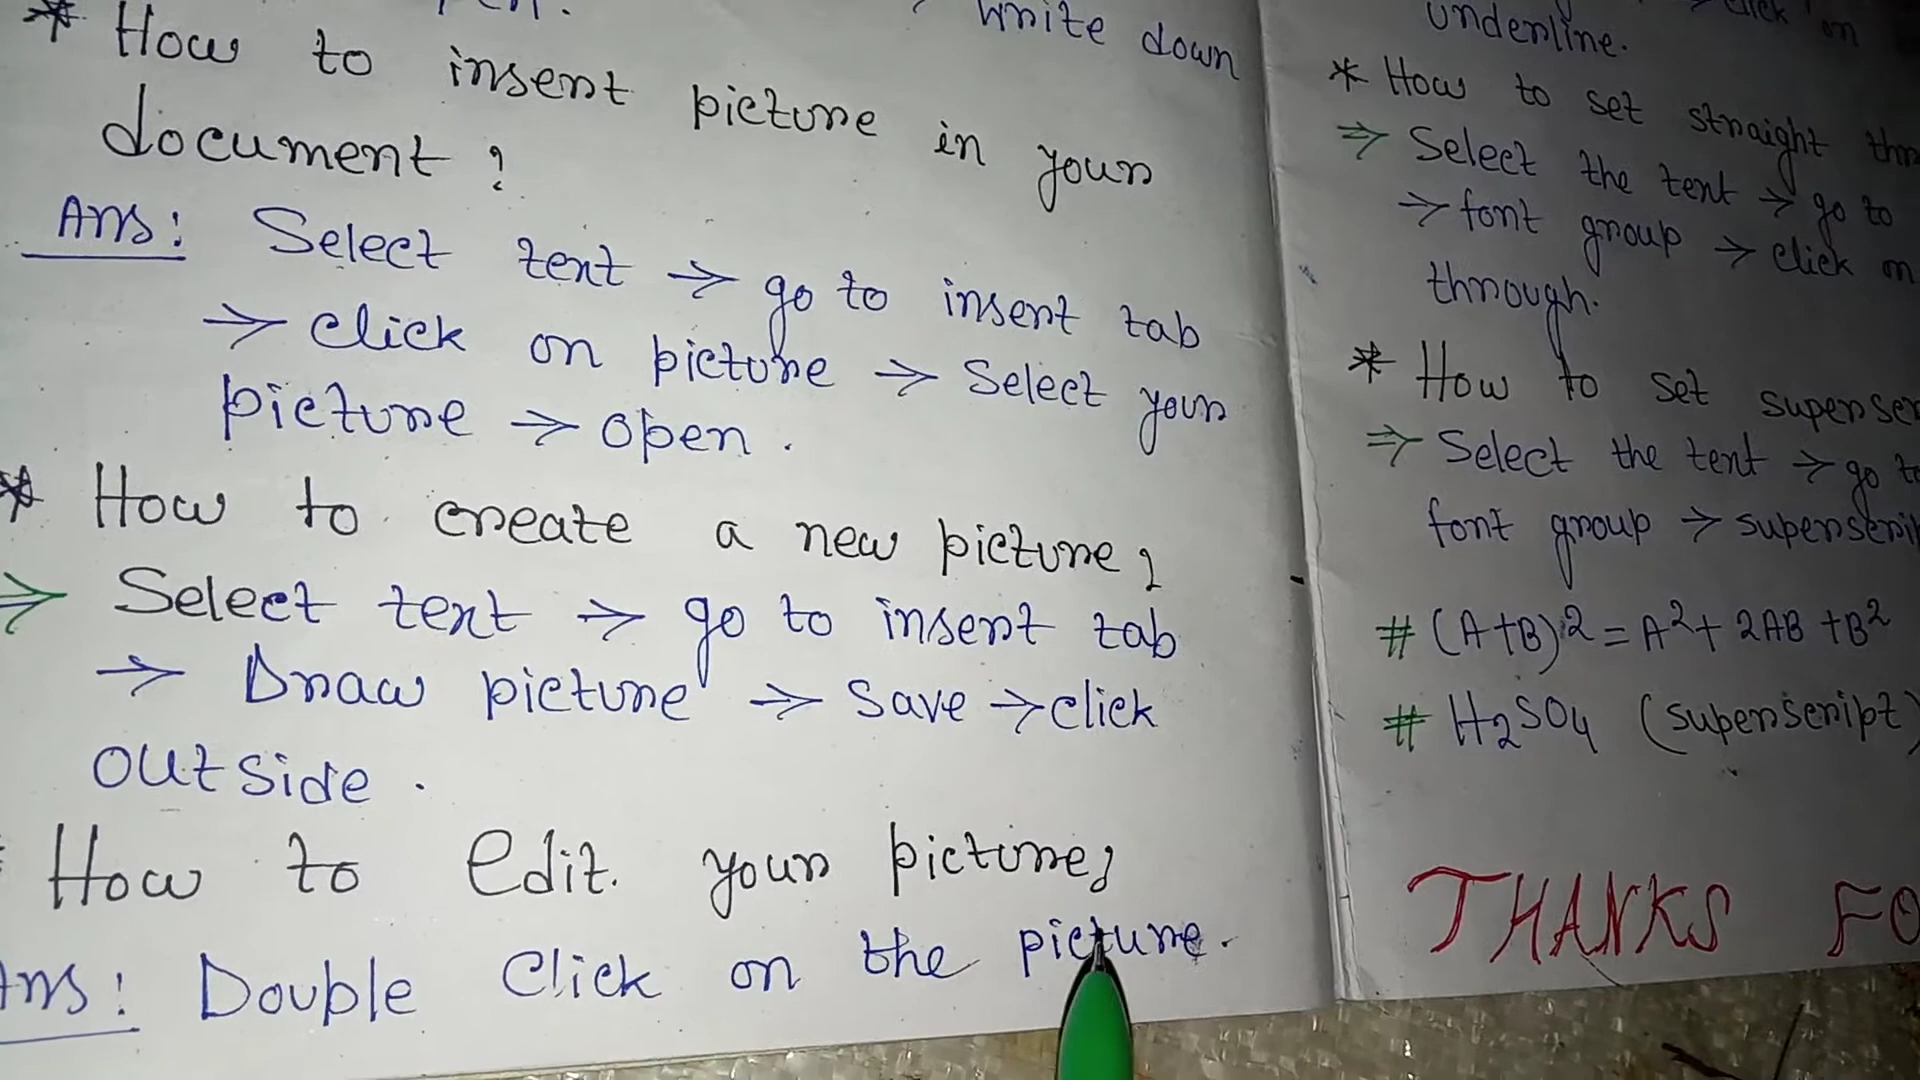 write down
* How to insert picture in your
document?
Ans: Select text → go to insert tab
→ click on picture → Select your
picture → open.
* How to create a new picture?
⇒ Select text → go to insert tab
→ Draw picture → save → click
outside.
How to Edit. your picture?
Ans: Double Click on the picture.
click on
underline.
* How to set straight
⇒ Select the text → go to
→ font group → click on
through.
* How to set
⇒ Select the text → go to
font group →
# (A+B)² = A² + 2AB + B²
# H₂SO₄ (superscript)
THANKS